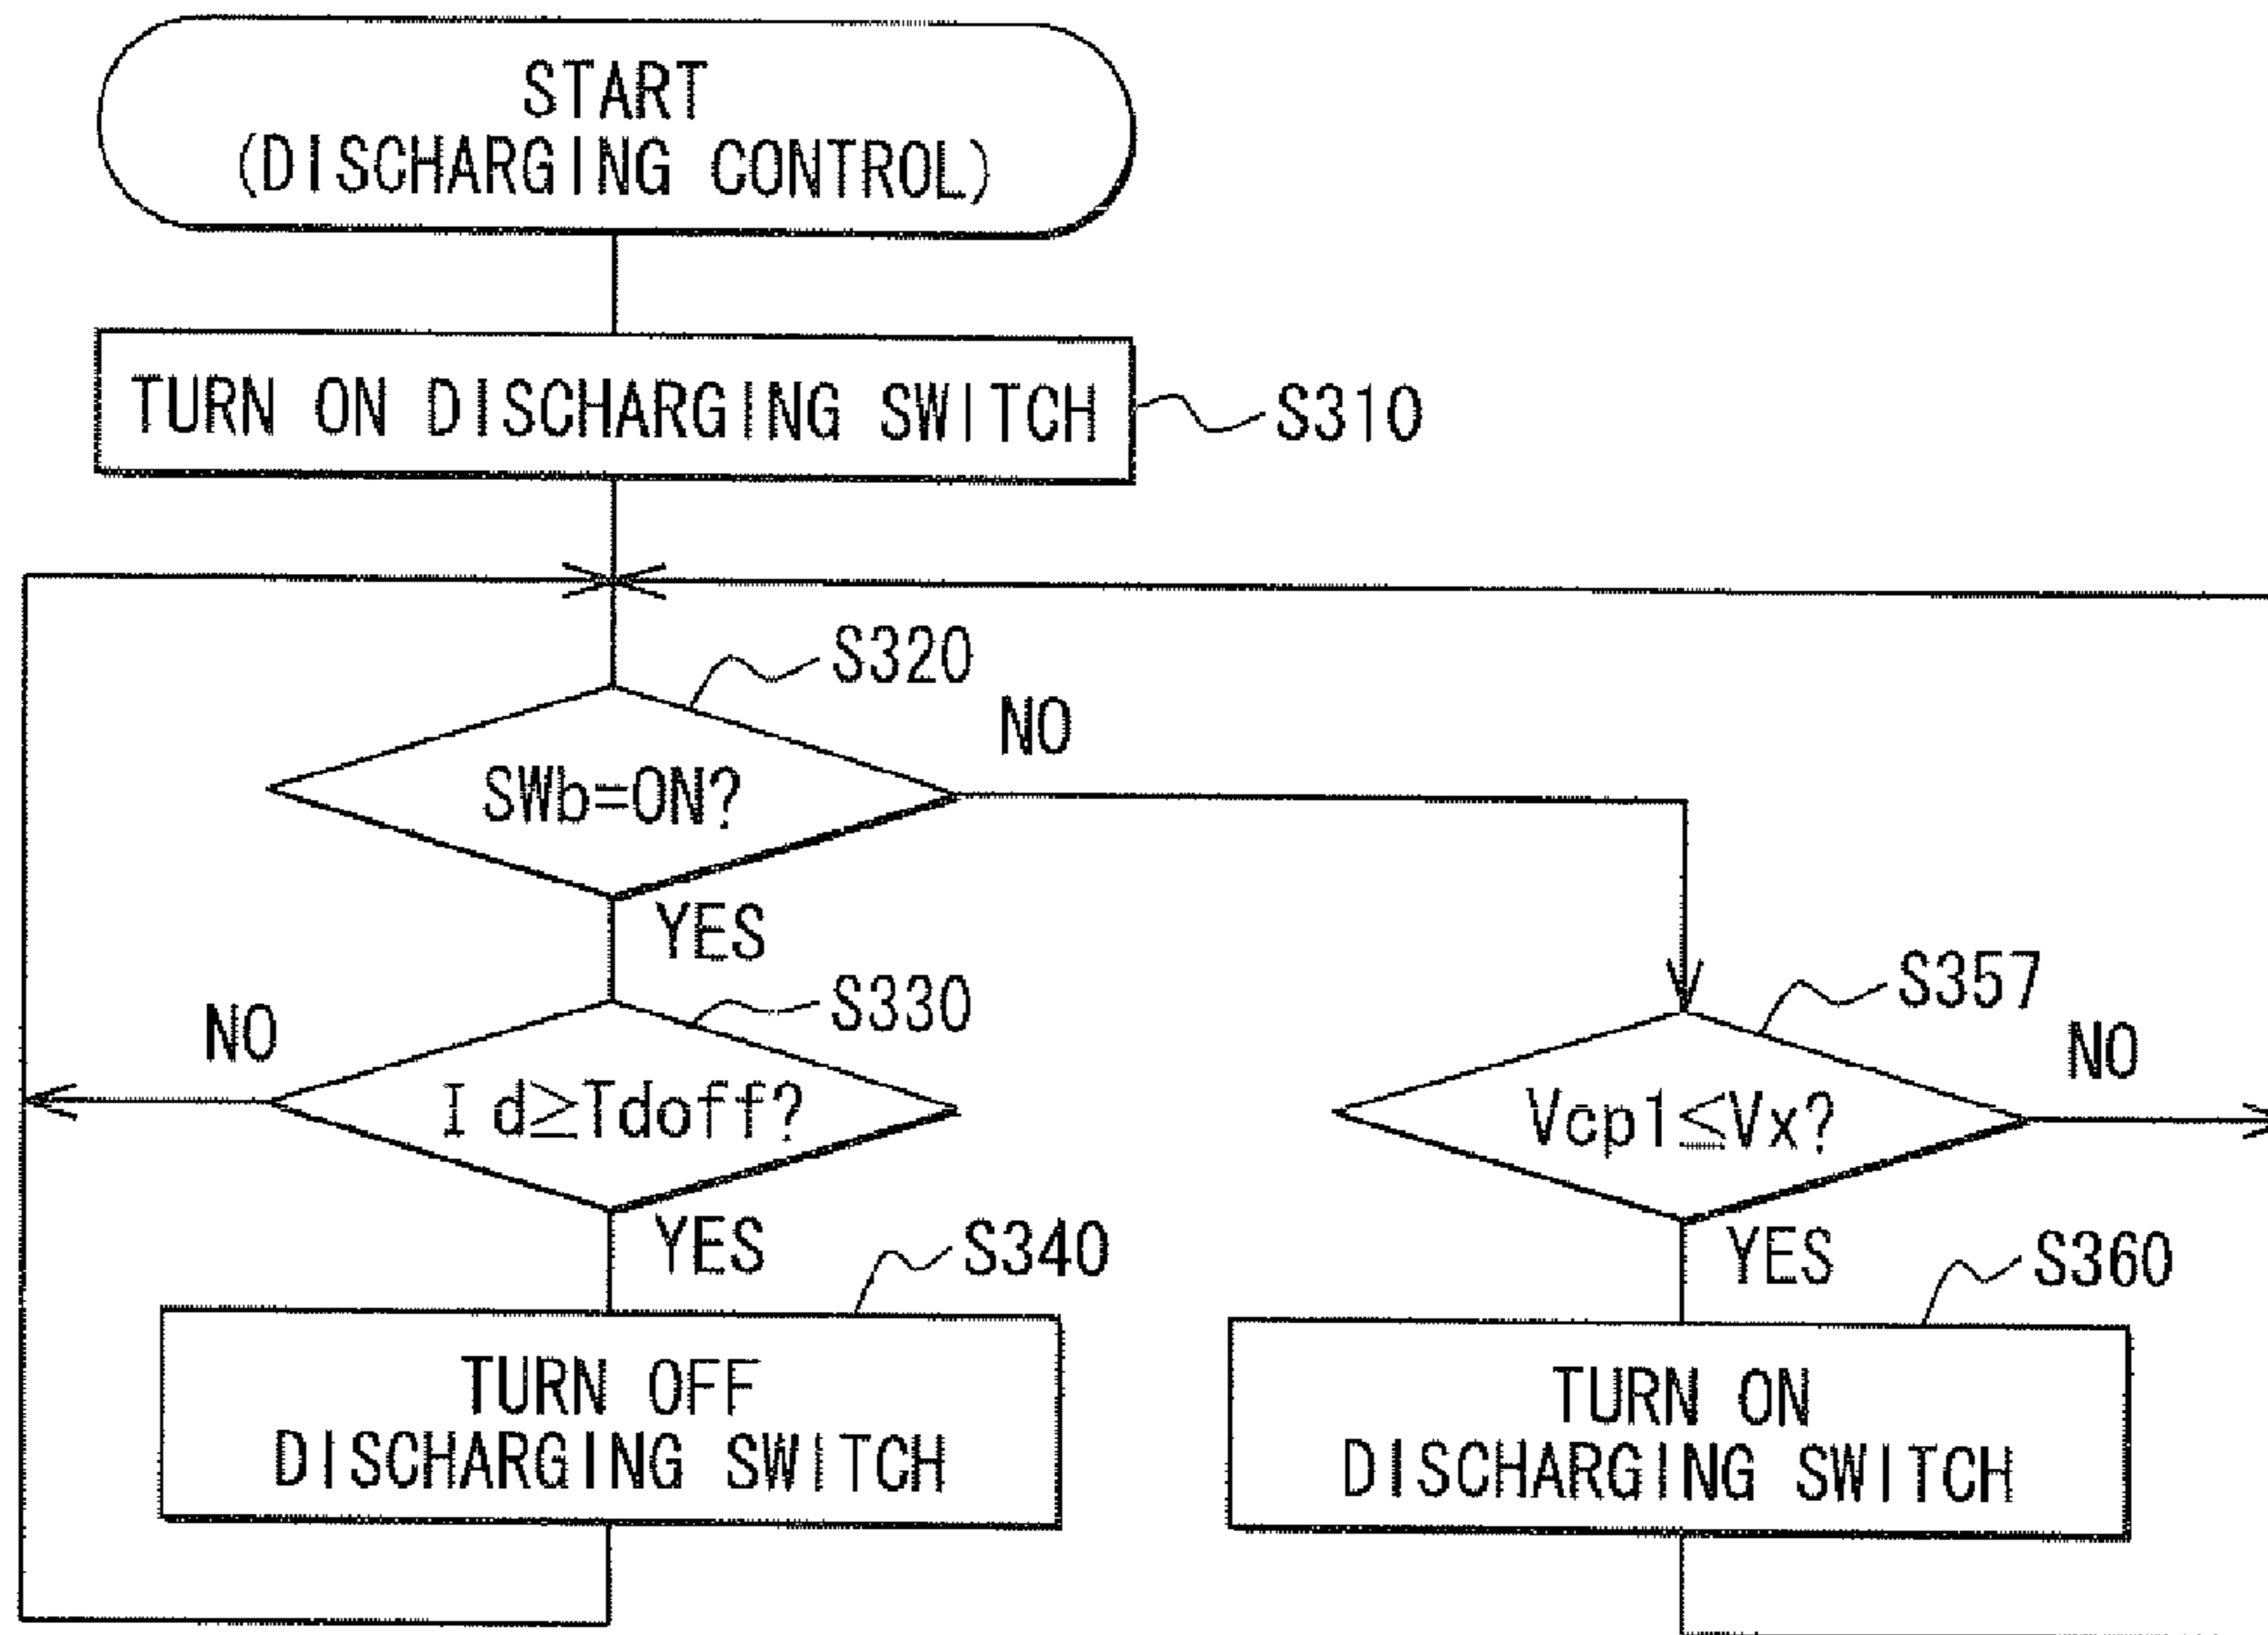 START
(DISCHARGING CONTROL)
TURN ON DISCHARGING SWITCH
S310
S320
NO
SWb=ON?
YES
S330
NO
Id≥Tdoff?
YES
S340
TURN OFF
DISCHARGING SWITCH
S357
NO
Vcp1≤Vx?
YES
S360
TURN ON
DISCHARGING SWITCH